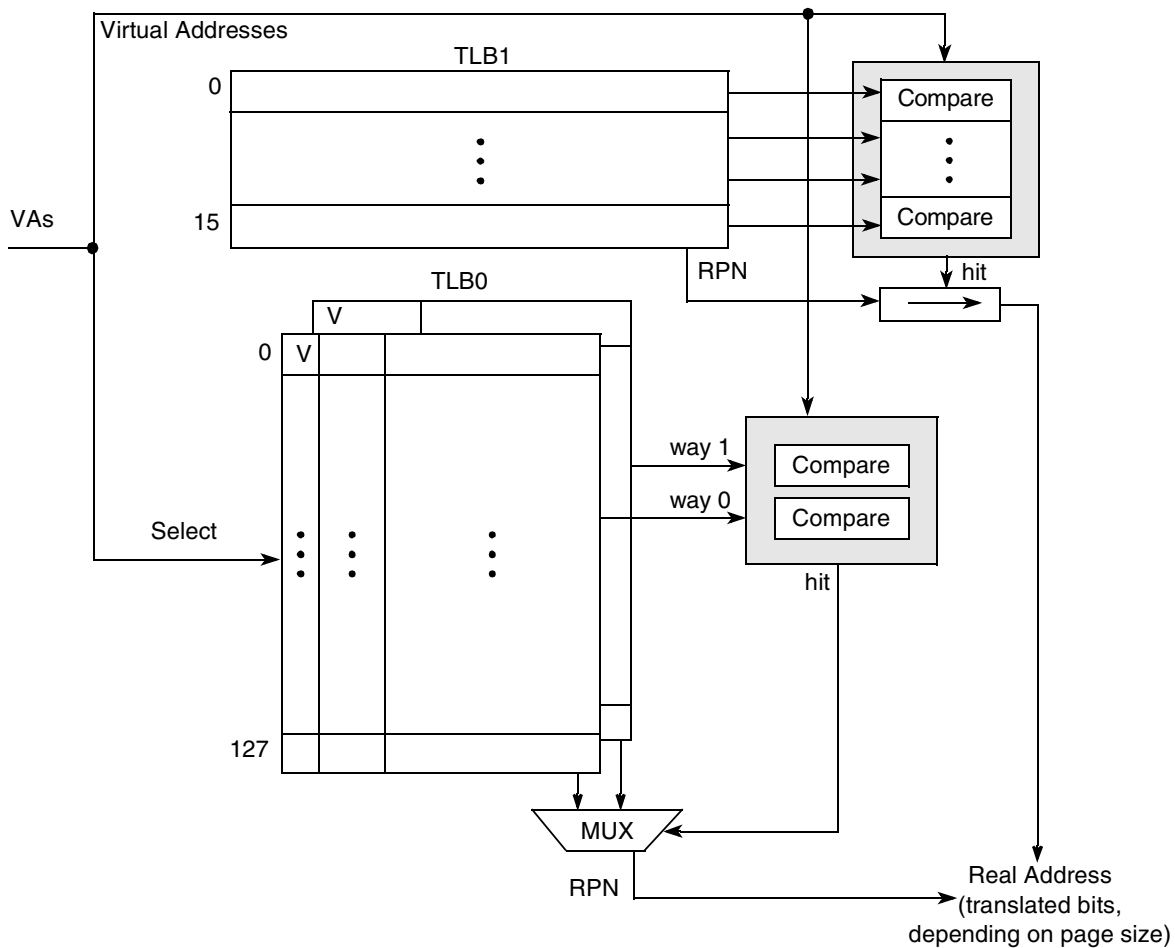 Virtual Addresses
TLB1
0
Compare
VAs
15
Compare
RPN
hit
TLB0
V
0
V
way 1
Compare
way 0
Compare
Select
hit
127
MUX
RPN
Real Address
(translated bits,
depending on page size)